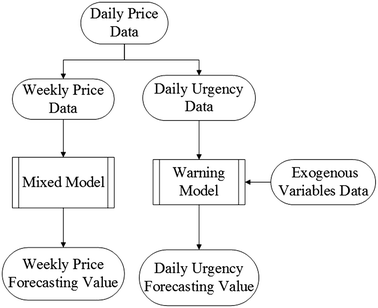 Daily Price
Data
Weekly Price
Data
Daily Urgency
Data
Mixed Model
Warning
Model
Exogenous
Variables Data
Weekly Price
Forecasting Value
Daily Urgency
Forecasting Value